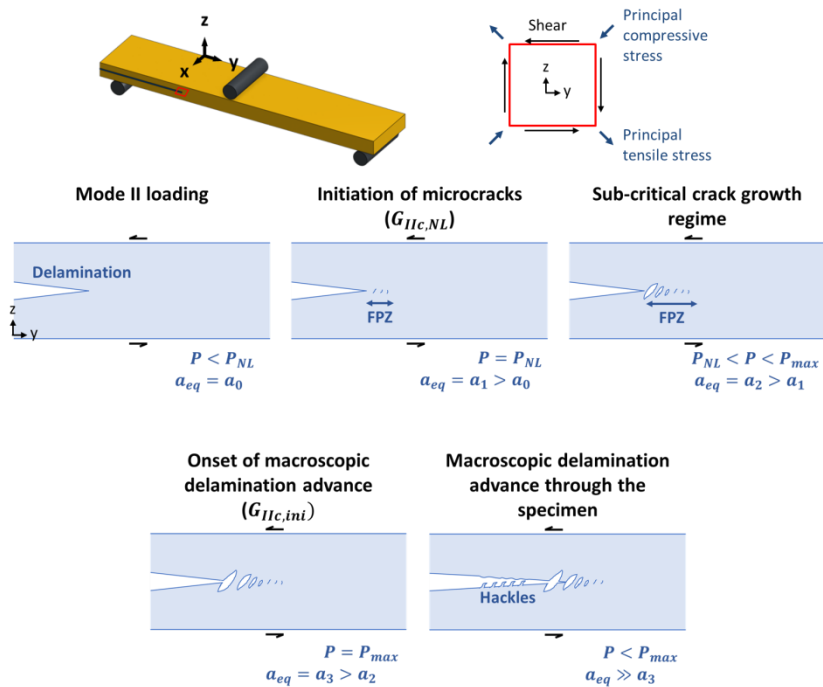 z
x
y
Shear
Principal
compressive
stress
z
y
Principal
tensile stress
Mode II loading
Delamination
z
y
P < P_{NL}
a_{eq} = a_0
Initiation of microcracks
(G_{IIc,NL})
FPZ
P = P_{NL}
a_{eq} = a_1 > a_0
Sub-critical crack growth
regime
FPZ
P_{NL} < P < P_{max}
a_{eq} = a_2 > a_1
Onset of macroscopic
delamination advance
(G_{IIc,ini})
P = P_{max}
a_{eq} = a_3 > a_2
Macroscopic delamination
advance through the
specimen
Hackles
P < P_{max}
a_{eq} ≫ a_3